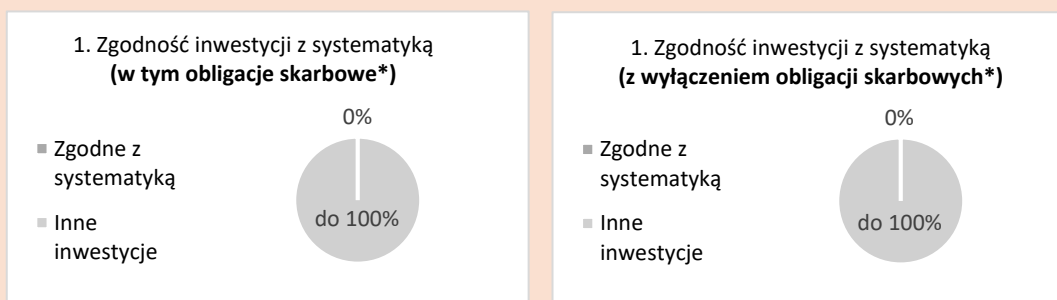 1. Zgodność inwestycji z systematyką
(w tym obligacje skarbowe*)
0%
Zgodne z
systematyką
do 100%
Inne
inwestycje
1. Zgodność inwestycji z systematyką
(z wyłączeniem obligacji skarbowych*)
0%
Zgodne z
systematyką
do 100%
Inne
inwestycje